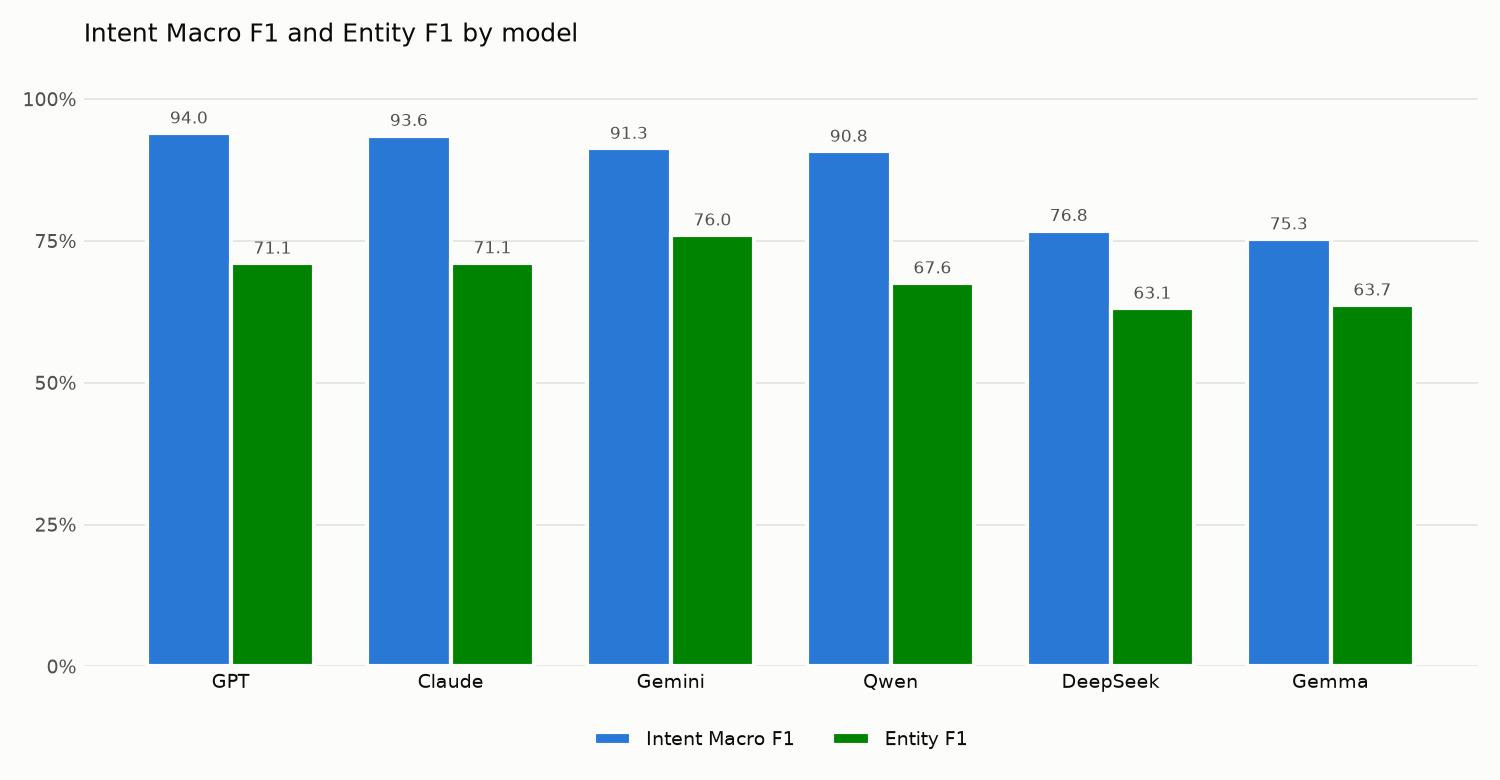 Intent Macro F1 and Entity F1 by model
100%
75%
50%
25%
0%
94.0
71.1
93.6
71.1
91.3
76.0
90.8
67.6
76.8
63.1
75.3
63.7
GPT
Claude
Gemini
Qwen
DeepSeek
Gemma
Intent Macro F1
Entity F1